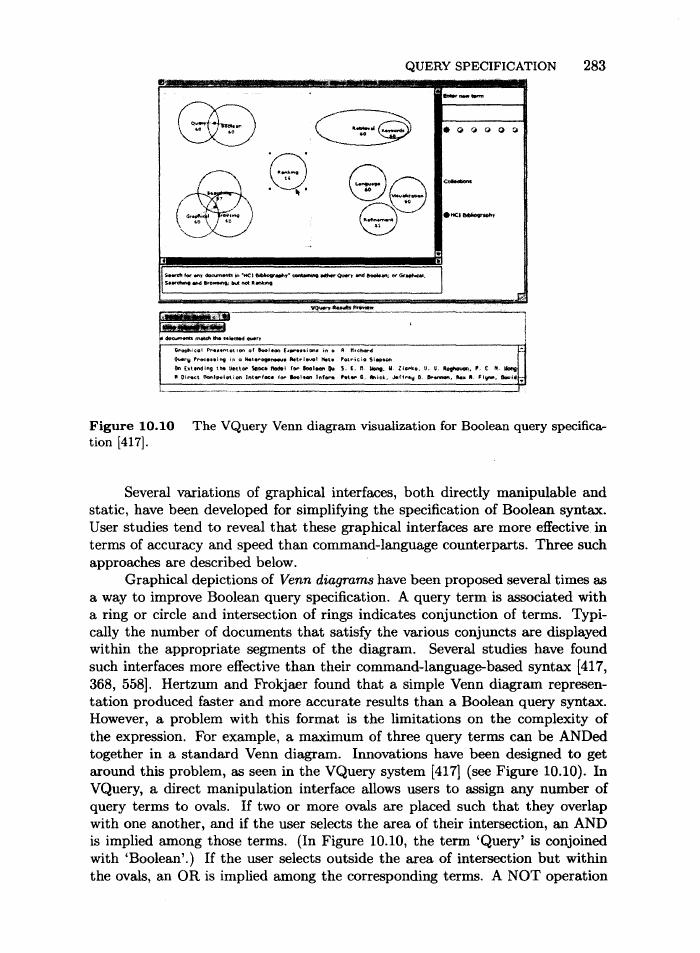 QUERY SPECIFICATION 283
Enter new term
Query
60
Boolean
60
Retrieval
60
Keywords
Ranking
Language
60
Visualization
Collections
Searching
Graphical
Browsing
Refinement
HCI Bibliography
Search for any documents in "HCI Bibliography" containing either Query and Boolean; or Graphical,
Searching and Browsing; but not Ranking
VQuery Results Preview
documents match the selected query
Graphical Presentation of Boolean Expressions in a R Michard
Query Processing in a Heterogeneous Retrieval Netw Patricia Simpson
On Extending the Vector Space Model for Boolean Qu S. K. M. Wong, W. Ziarko, V. V. Raghavan, P. C. N. Wong
A Direct Manipulation Interface for Boolean Inform Peter G. Anick, Jeffrey D. Brennan, Rex A. Flynn, David
Figure 10.10 The VQuery Venn diagram visualization for Boolean query specifica-
tion [417].
Several variations of graphical interfaces, both directly manipulable and
static, have been developed for simplifying the specification of Boolean syntax.
User studies tend to reveal that these graphical interfaces are more effective in
terms of accuracy and speed than command-language counterparts. Three such
approaches are described below.
Graphical depictions of Venn diagrams have been proposed several times as
a way to improve Boolean query specification. A query term is associated with
a ring or circle and intersection of rings indicates conjunction of terms. Typi-
cally the number of documents that satisfy the various conjuncts are displayed
within the appropriate segments of the diagram. Several studies have found
such interfaces more effective than their command-language-based syntax [417,
368, 558]. Hertzum and Frokjaer found that a simple Venn diagram represen-
tation produced faster and more accurate results than a Boolean query syntax.
However, a problem with this format is the limitations on the complexity of
the expression. For example, a maximum of three query terms can be ANDed
together in a standard Venn diagram. Innovations have been designed to get
around this problem, as seen in the VQuery system [417] (see Figure 10.10). In
VQuery, a direct manipulation interface allows users to assign any number of
query terms to ovals. If two or more ovals are placed such that they overlap
with one another, and if the user selects the area of their intersection, an AND
is implied among those terms. (In Figure 10.10, the term ‘Query’ is conjoined
with ‘Boolean’.) If the user selects outside the area of intersection but within
the ovals, an OR is implied among the corresponding terms. A NOT operation